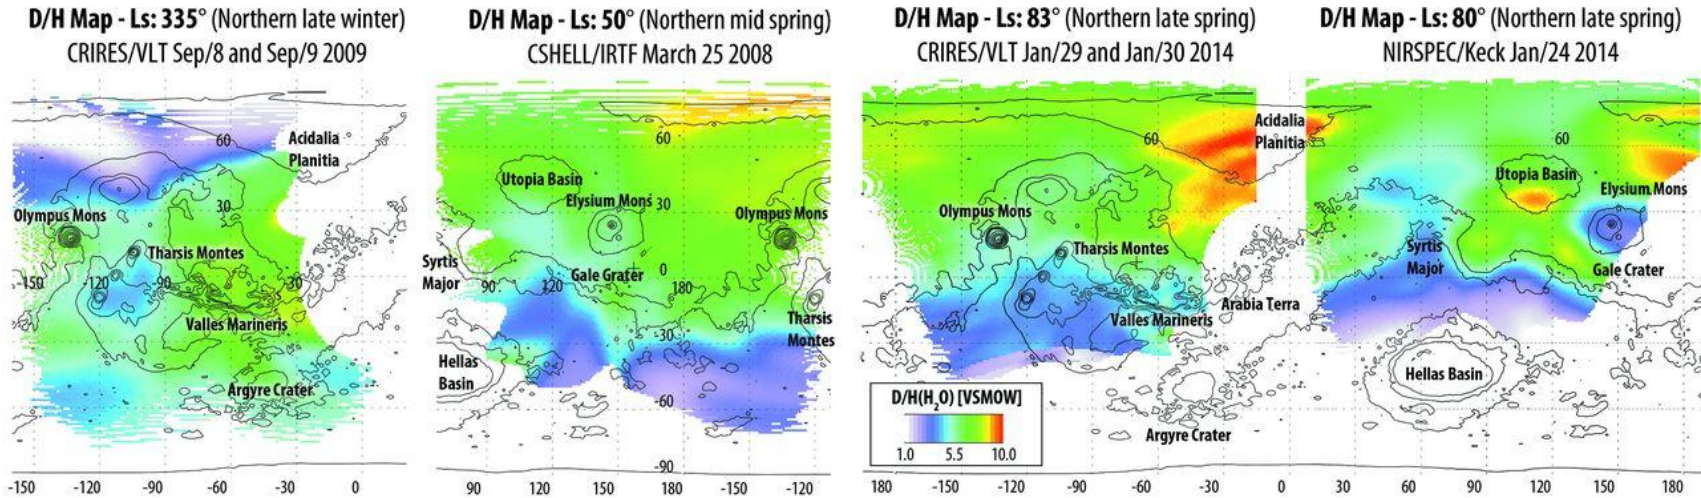 D/H Map - Ls: 335° (Northern late winter)
CRIRES/VLT Sep/8 and Sep/9 2009
60
Acidalia
Planitia
30
Olympus Mons
Tharsis Montes
-150
-120
-90
-30
Valles Marineris
Argyre Crater
-150
-120
-90
-60
-30
0
D/H Map - Ls: 50° (Northern mid spring)
CSHELL/IRTF March 25 2008
60
Utopia Basin
Elysium Mons
30
Olympus Mons
Syrtis
Major
Gale Grater
0
90
120
180
Tharsis
Montes
-30
Hellas
Basin
-60
-90
90
120
150
180
-150
-120
D/H Map - Ls: 83° (Northern late spring)
CRIRES/VLT Jan/29 and Jan/30 2014
Acidalia
Planitia
60
Olympus Mons
Tharsis Montes
Arabia Terra
Valles Marineris
D/H(H₂O) [VSMOW]
1.0 5.5 10.0
Argyre Crater
180
-150
-120
-90
-60
-30
0
D/H Map - Ls: 80° (Northern late spring)
NIRSPEC/Keck Jan/24 2014
60
Utopia Basin
Elysium Mons
Syrtis
Major
Gale Crater
Hellas Basin
30
60
90
120
150
180